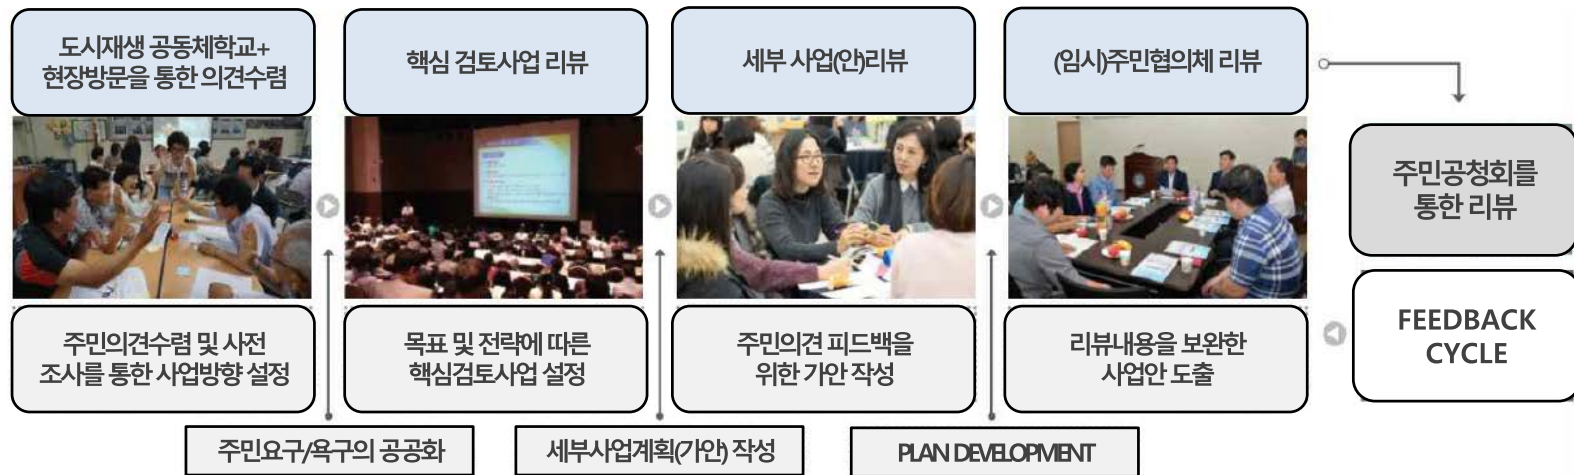 도시재생 공동체학교+
현장방문을 통한 의견수렴
핵심 검토사업 리뷰
세부 사업(안)리뷰
(임시)주민협의체 리뷰
주민공청회를
통한 리뷰
주민의견수렴 및 사전
조사를 통한 사업방향 설정
목표 및 전략에 따른
핵심검토사업 설정
주민의견 피드백을
위한 가안 작성
리뷰내용을 보완한
사업안 도출
FEEDBACK
CYCLE
주민요구/욕구의 공공화
세부사업계획(가안) 작성
PLAN DEVELOPMENT